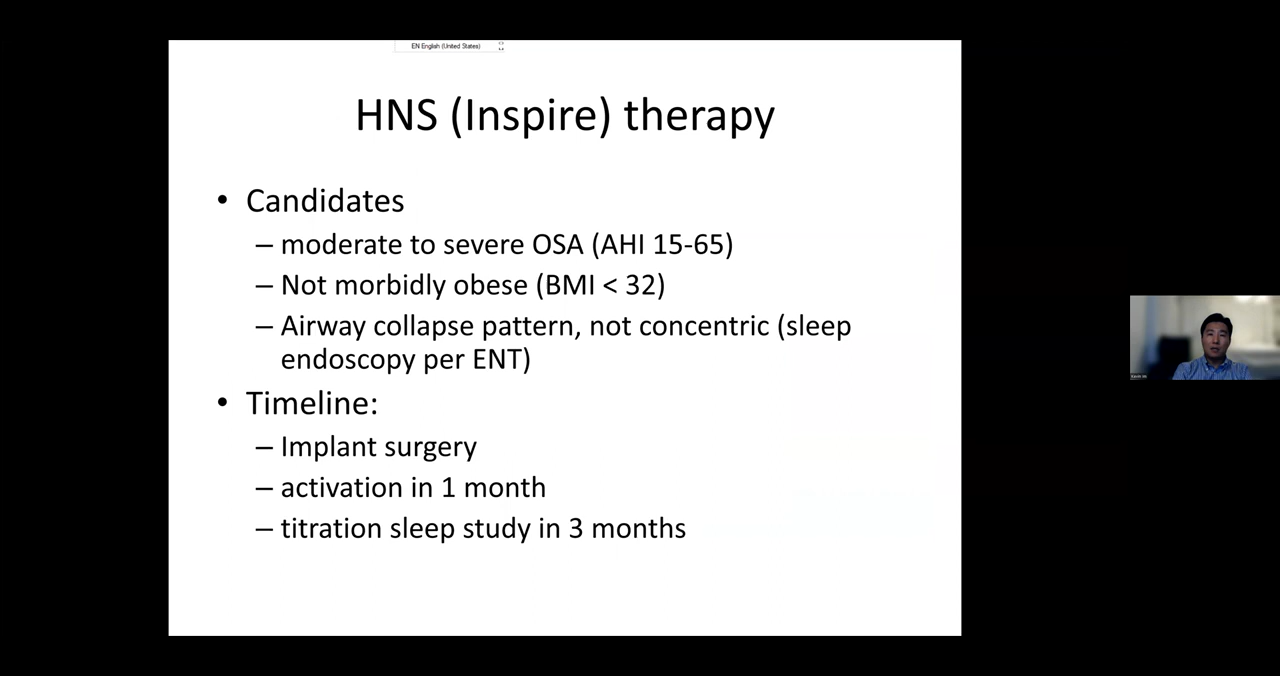 EN English (United States)
HNS (Inspire) therapy
• Candidates
– moderate to severe OSA (AHI 15-65)
– Not morbidly obese (BMI < 32)
– Airway collapse pattern, not concentric (sleep
endoscopy per ENT)
• Timeline:
– Implant surgery
– activation in 1 month
– titration sleep study in 3 months